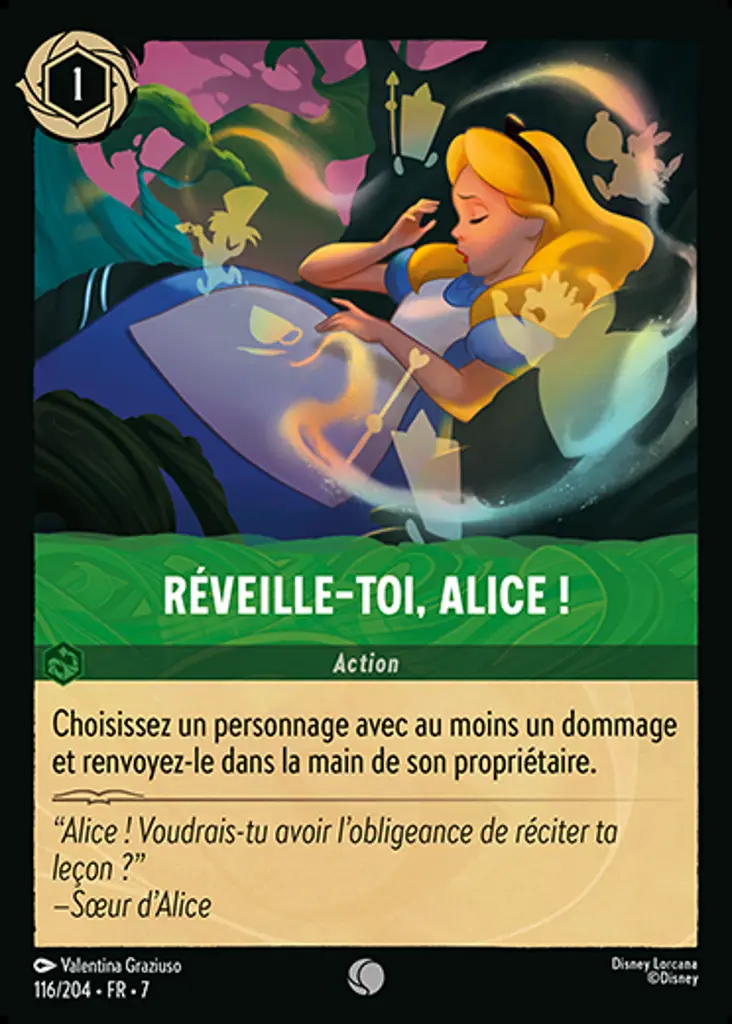 1
RÉVEILLE-TOI, ALICE !
Action
Choisissez un personnage avec au moins un dommage
et renvoyez-le dans la main de son propriétaire.
“Alice ! Voudrais-tu avoir l’obligeance de réciter ta
leçon ?”
–Sœur d’Alice
Valentina Graziuso
Disney Lorcana
116/204 • FR • 7
©Disney